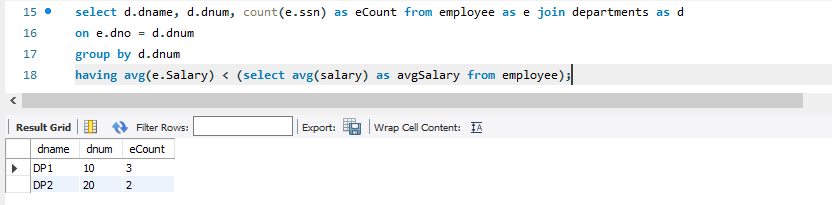 15 select d.dname, d.dnum, count(e.ssn) as eCount from employee as e join departments as d
16 on e.dno = d.dnum
17 group by d.dnum
18 having avg(e.Salary) < (select avg(salary) as avgSalary from employee);
Result Grid Filter Rows: Export: Wrap Cell Content: IA
dname dnum eCount
DP1 10 3
DP2 20 2